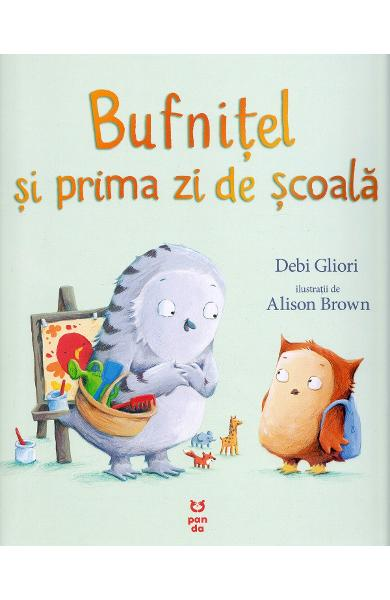 Bufnițel
și prima zi de școală
Debi Gliori
ilustrații de
Alison Brown
pan
da